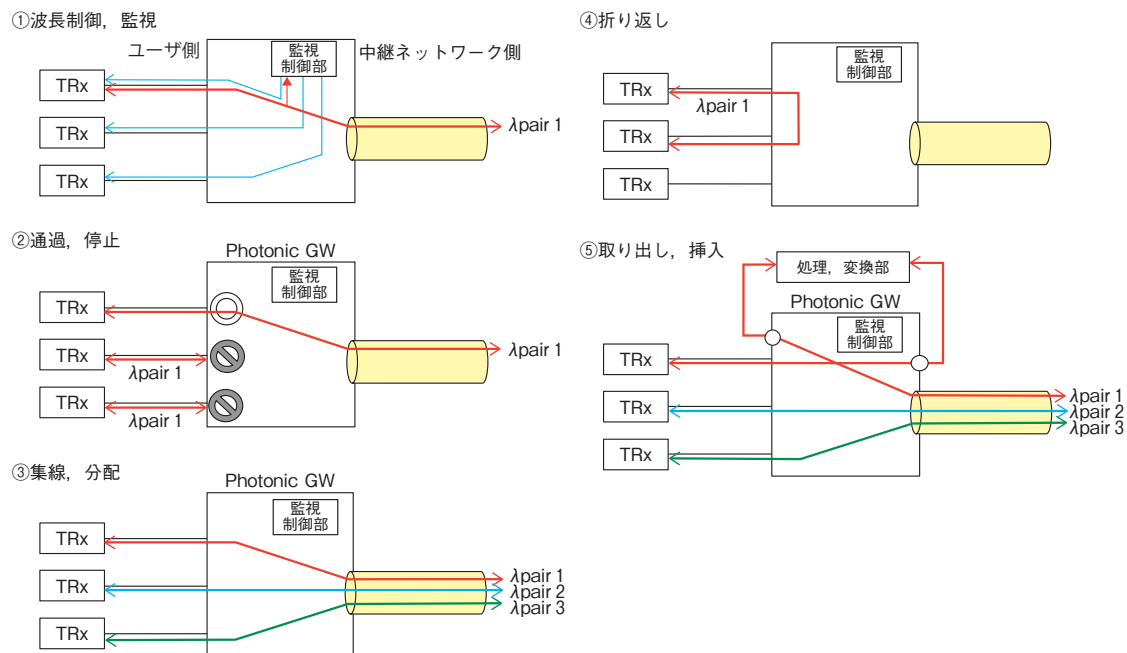 ①波長制御，監視
ユーザ側
監視
制御部
中継ネットワーク側
TRx
TRx
TRx
λpair 1
②通過，停止
Photonic GW
監視
制御部
TRx
TRx
λpair 1
TRx
λpair 1
λpair 1
③集線，分配
Photonic GW
監視
制御部
TRx
TRx
TRx
λpair 1
λpair 2
λpair 3
④折り返し
監視
制御部
TRx
λpair 1
TRx
TRx
⑤取り出し，挿入
処理，変換部
Photonic GW
監視
制御部
TRx
TRx
TRx
λpair 1
λpair 2
λpair 3